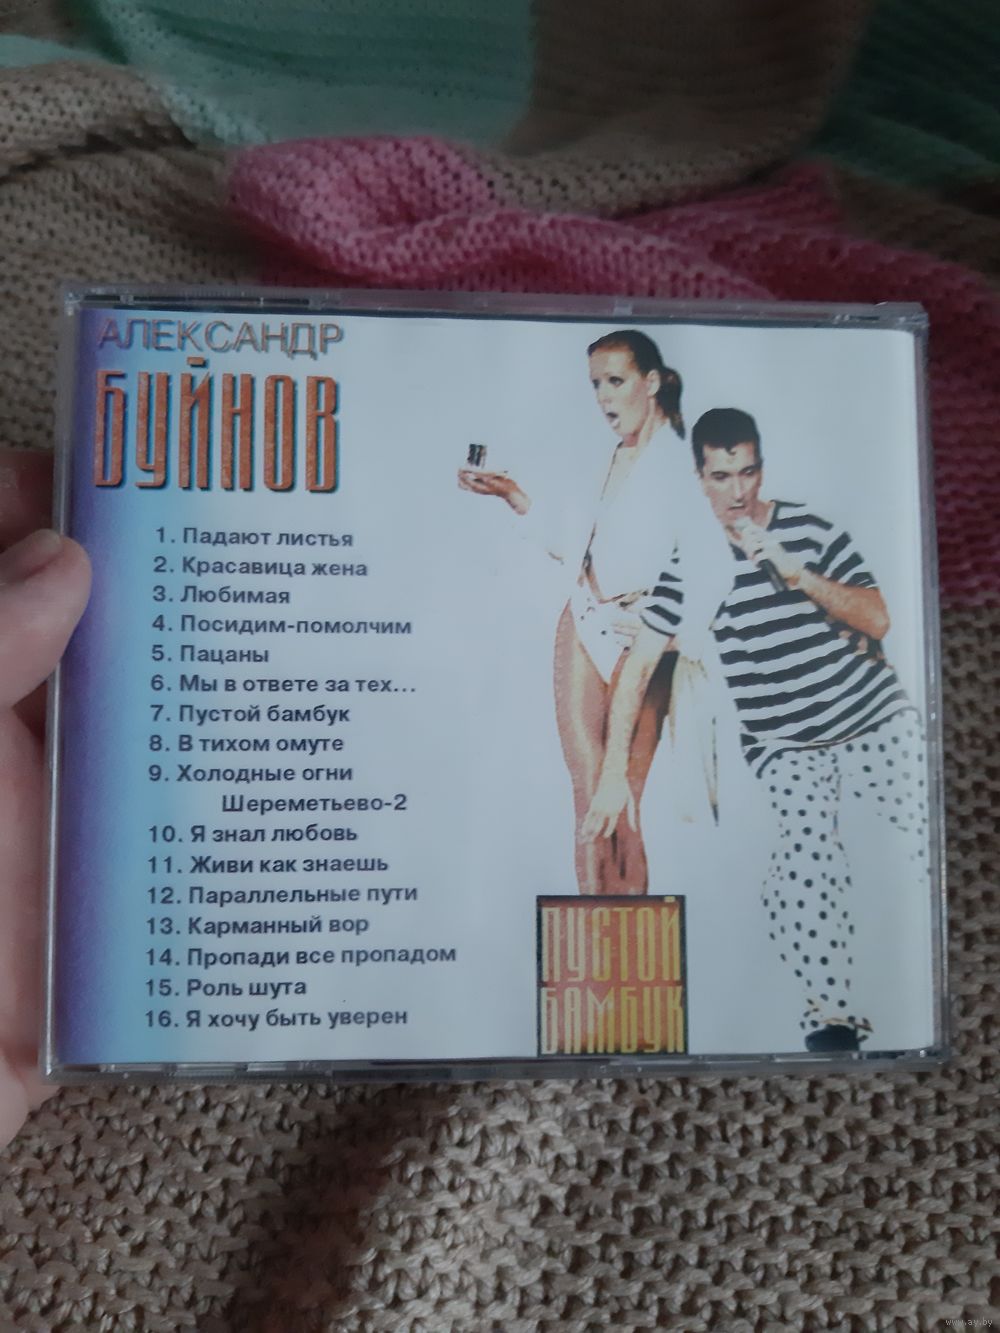 АЛЕКСАНДР
БУЙНОВ
1. Падают листья
2. Красавица жена
3. Любимая
4. Посидим-помолчим
5. Пацаны
6. Мы в ответе за тех...
7. Пустой бамбук
8. В тихом омуте
9. Холодные огни
Шереметьево-2
10. Я знал любовь
11. Живи как знаешь
12. Параллельные пути
13. Карманный вор
14. Пропади все пропадом
15. Роль шута
16. Я хочу быть уверен
ПУСТОЙ
БАМБУК
www.ay.by